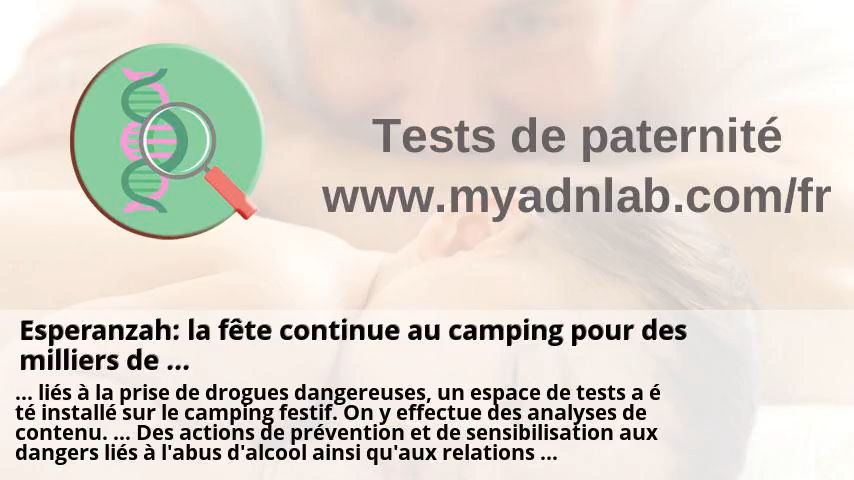 Tests de paternité
www.myadnlab.com/fr
Esperanzah: la fête continue au camping pour des
milliers de ...
... liés à la prise de drogues dangereuses, un espace de tests a é
té installé sur le camping festif. On y effectue des analyses de
contenu. ... Des actions de prévention et de sensibilisation aux
dangers liés à l'abus d'alcool ainsi qu'aux relations ...